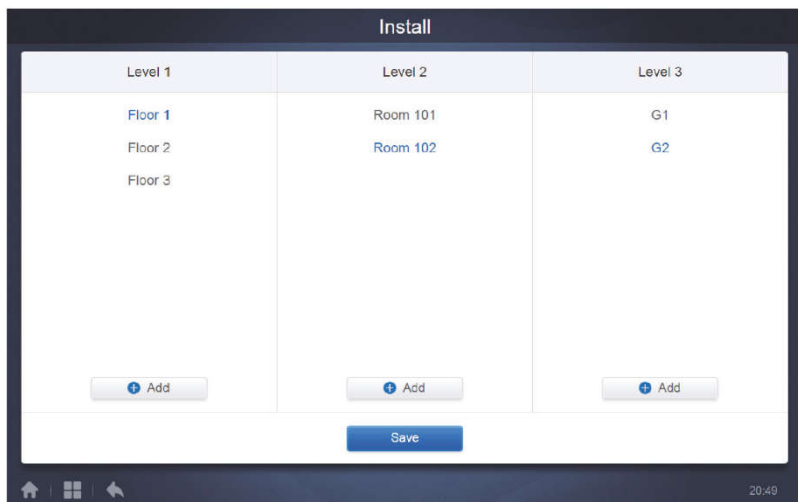 Install
Level 1 Level 2 Level 3
Floor 1 Room 101 G1
Floor 2 Room 102 G2
Floor 3
Add Add Add
Save
20:49